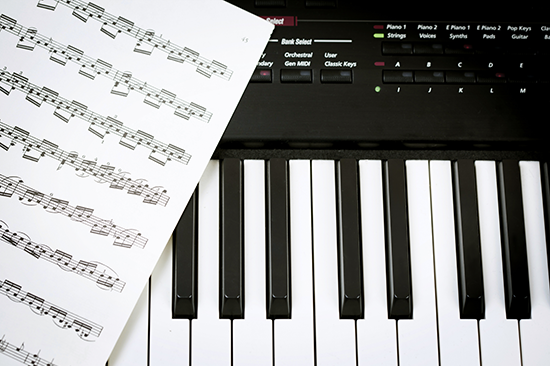 Select
Piano 1 Piano 2 E Piano 1 E Piano 2 Pop Keys
Strings Voices Synths Pads Guitar
Bank Select
Orchestral User
Gen MIDI Classic Keys
A B C D E
I J K L M